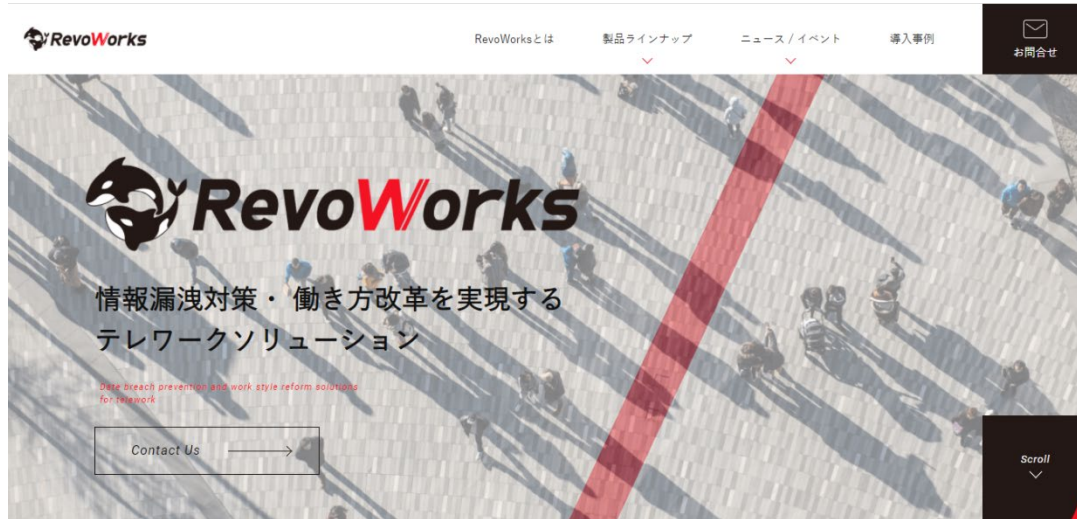 RevoWorks
RevoWorksとは
製品ラインナップ
ニュース / イベント
導入事例
お問合せ
RevoWorks
情報漏洩対策・ 働き方改革を実現する
テレワークソリューション
Date breach prevention and work style reform solutions
for telework
Contact Us
Scroll